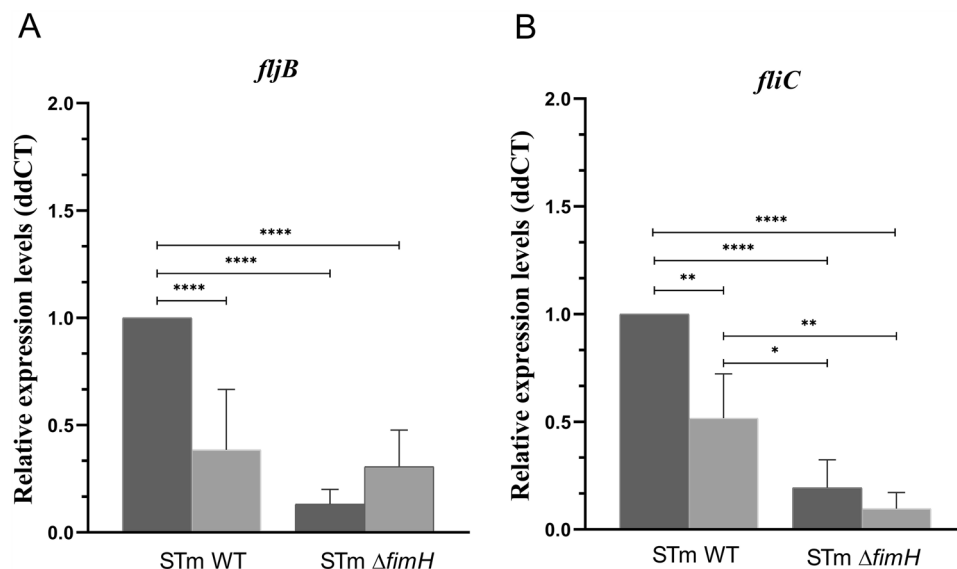 A
fljB
Relative expression levels (ddCT)
2.0
1.5
1.0
0.5
0.0
****
****
****
STm WT
STm ΔfimH
B
fliC
Relative expression levels (ddCT)
2.0
1.5
1.0
0.5
0.0
****
****
**
**
*
STm WT
STm ΔfimH